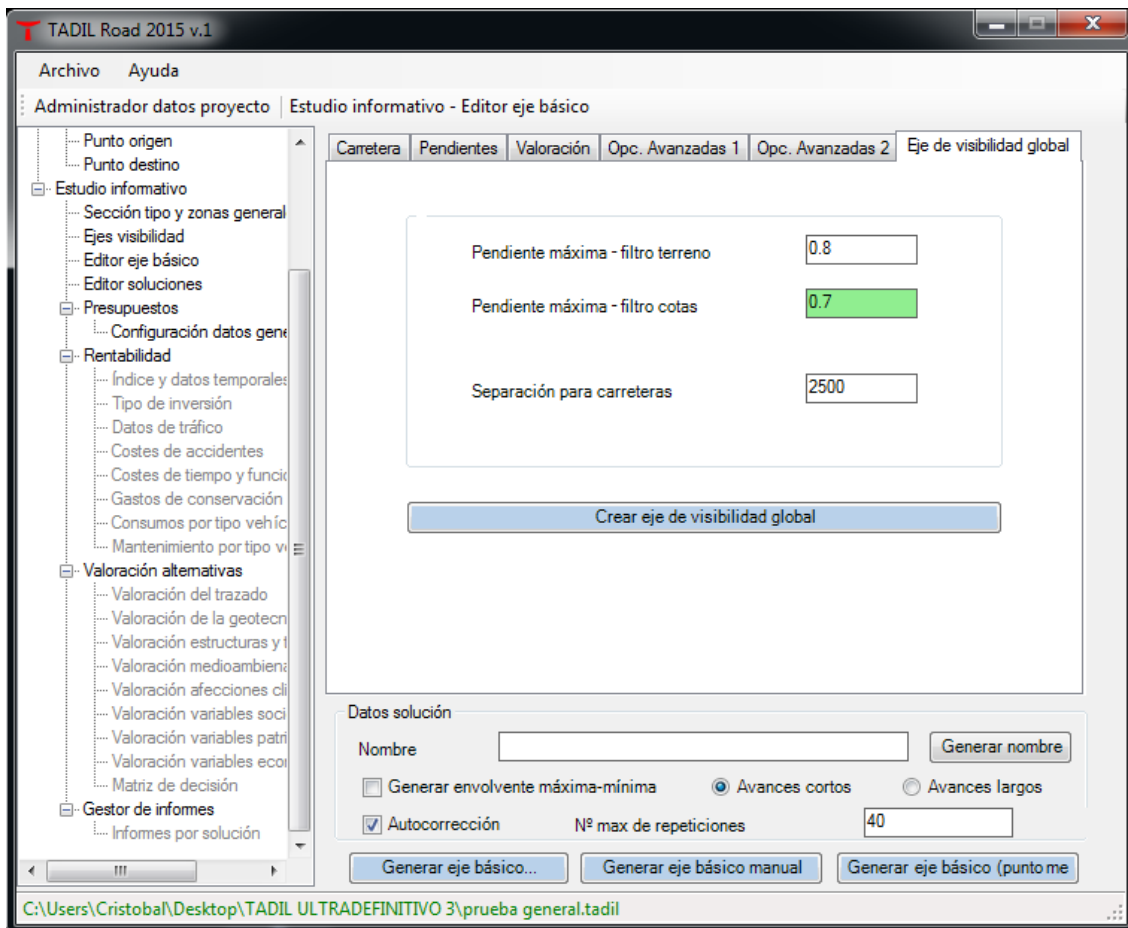 TADIL Road 2015 v.1
Archivo Ayuda
Administrador datos proyecto Estudio informativo - Editor eje básico
Punto origen
Punto destino
Estudio informativo
Sección tipo y zonas general
Ejes visibilidad
Editor eje básico
Editor soluciones
Presupuestos
Configuración datos gene
Rentabilidad
Índice y datos temporales
Tipo de inversión
Datos de tráfico
Costes de accidentes
Costes de tiempo y funcio
Gastos de conservación
Consumos por tipo vehíc
Mantenimiento por tipo v
Valoración alternativas
Valoración del trazado
Valoración de la geotecn
Valoración estructuras y t
Valoración medioambiena
Valoración afecciones cli
Valoración variables soci
Valoración variables patri
Valoración variables econ
Matriz de decisión
Gestor de informes
Informes por solución
Carretera Pendientes Valoración Opc. Avanzadas 1 Opc. Avanzadas 2 Eje de visibilidad global
Pendiente máxima - filtro terreno 0.8
Pendiente máxima - filtro cotas 0.7
Separación para carreteras 2500
Crear eje de visibilidad global
Datos solución
Nombre Generar nombre
Generar envolvente máxima-mínima Avances cortos Avances largos
Autocorrección Nº max de repeticiones 40
Generar eje básico... Generar eje básico manual Generar eje básico (punto me
C:\Users\Cristobal\Desktop\TADIL ULTRADEFINITIVO 3\prueba general.tadil